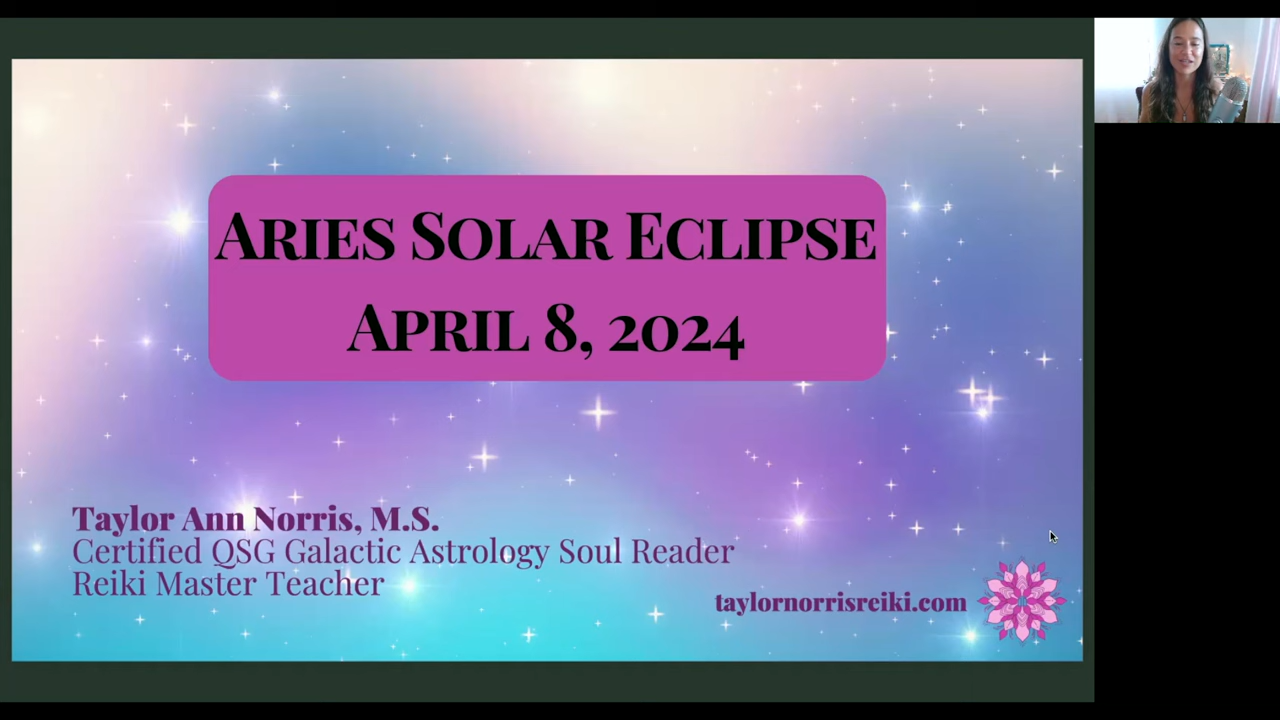 Aries Solar Eclipse
April 8, 2024
Taylor Ann Norris, M.S.
Certified QSG Galactic Astrology Soul Reader
Reiki Master Teacher
taylornorrisreiki.com